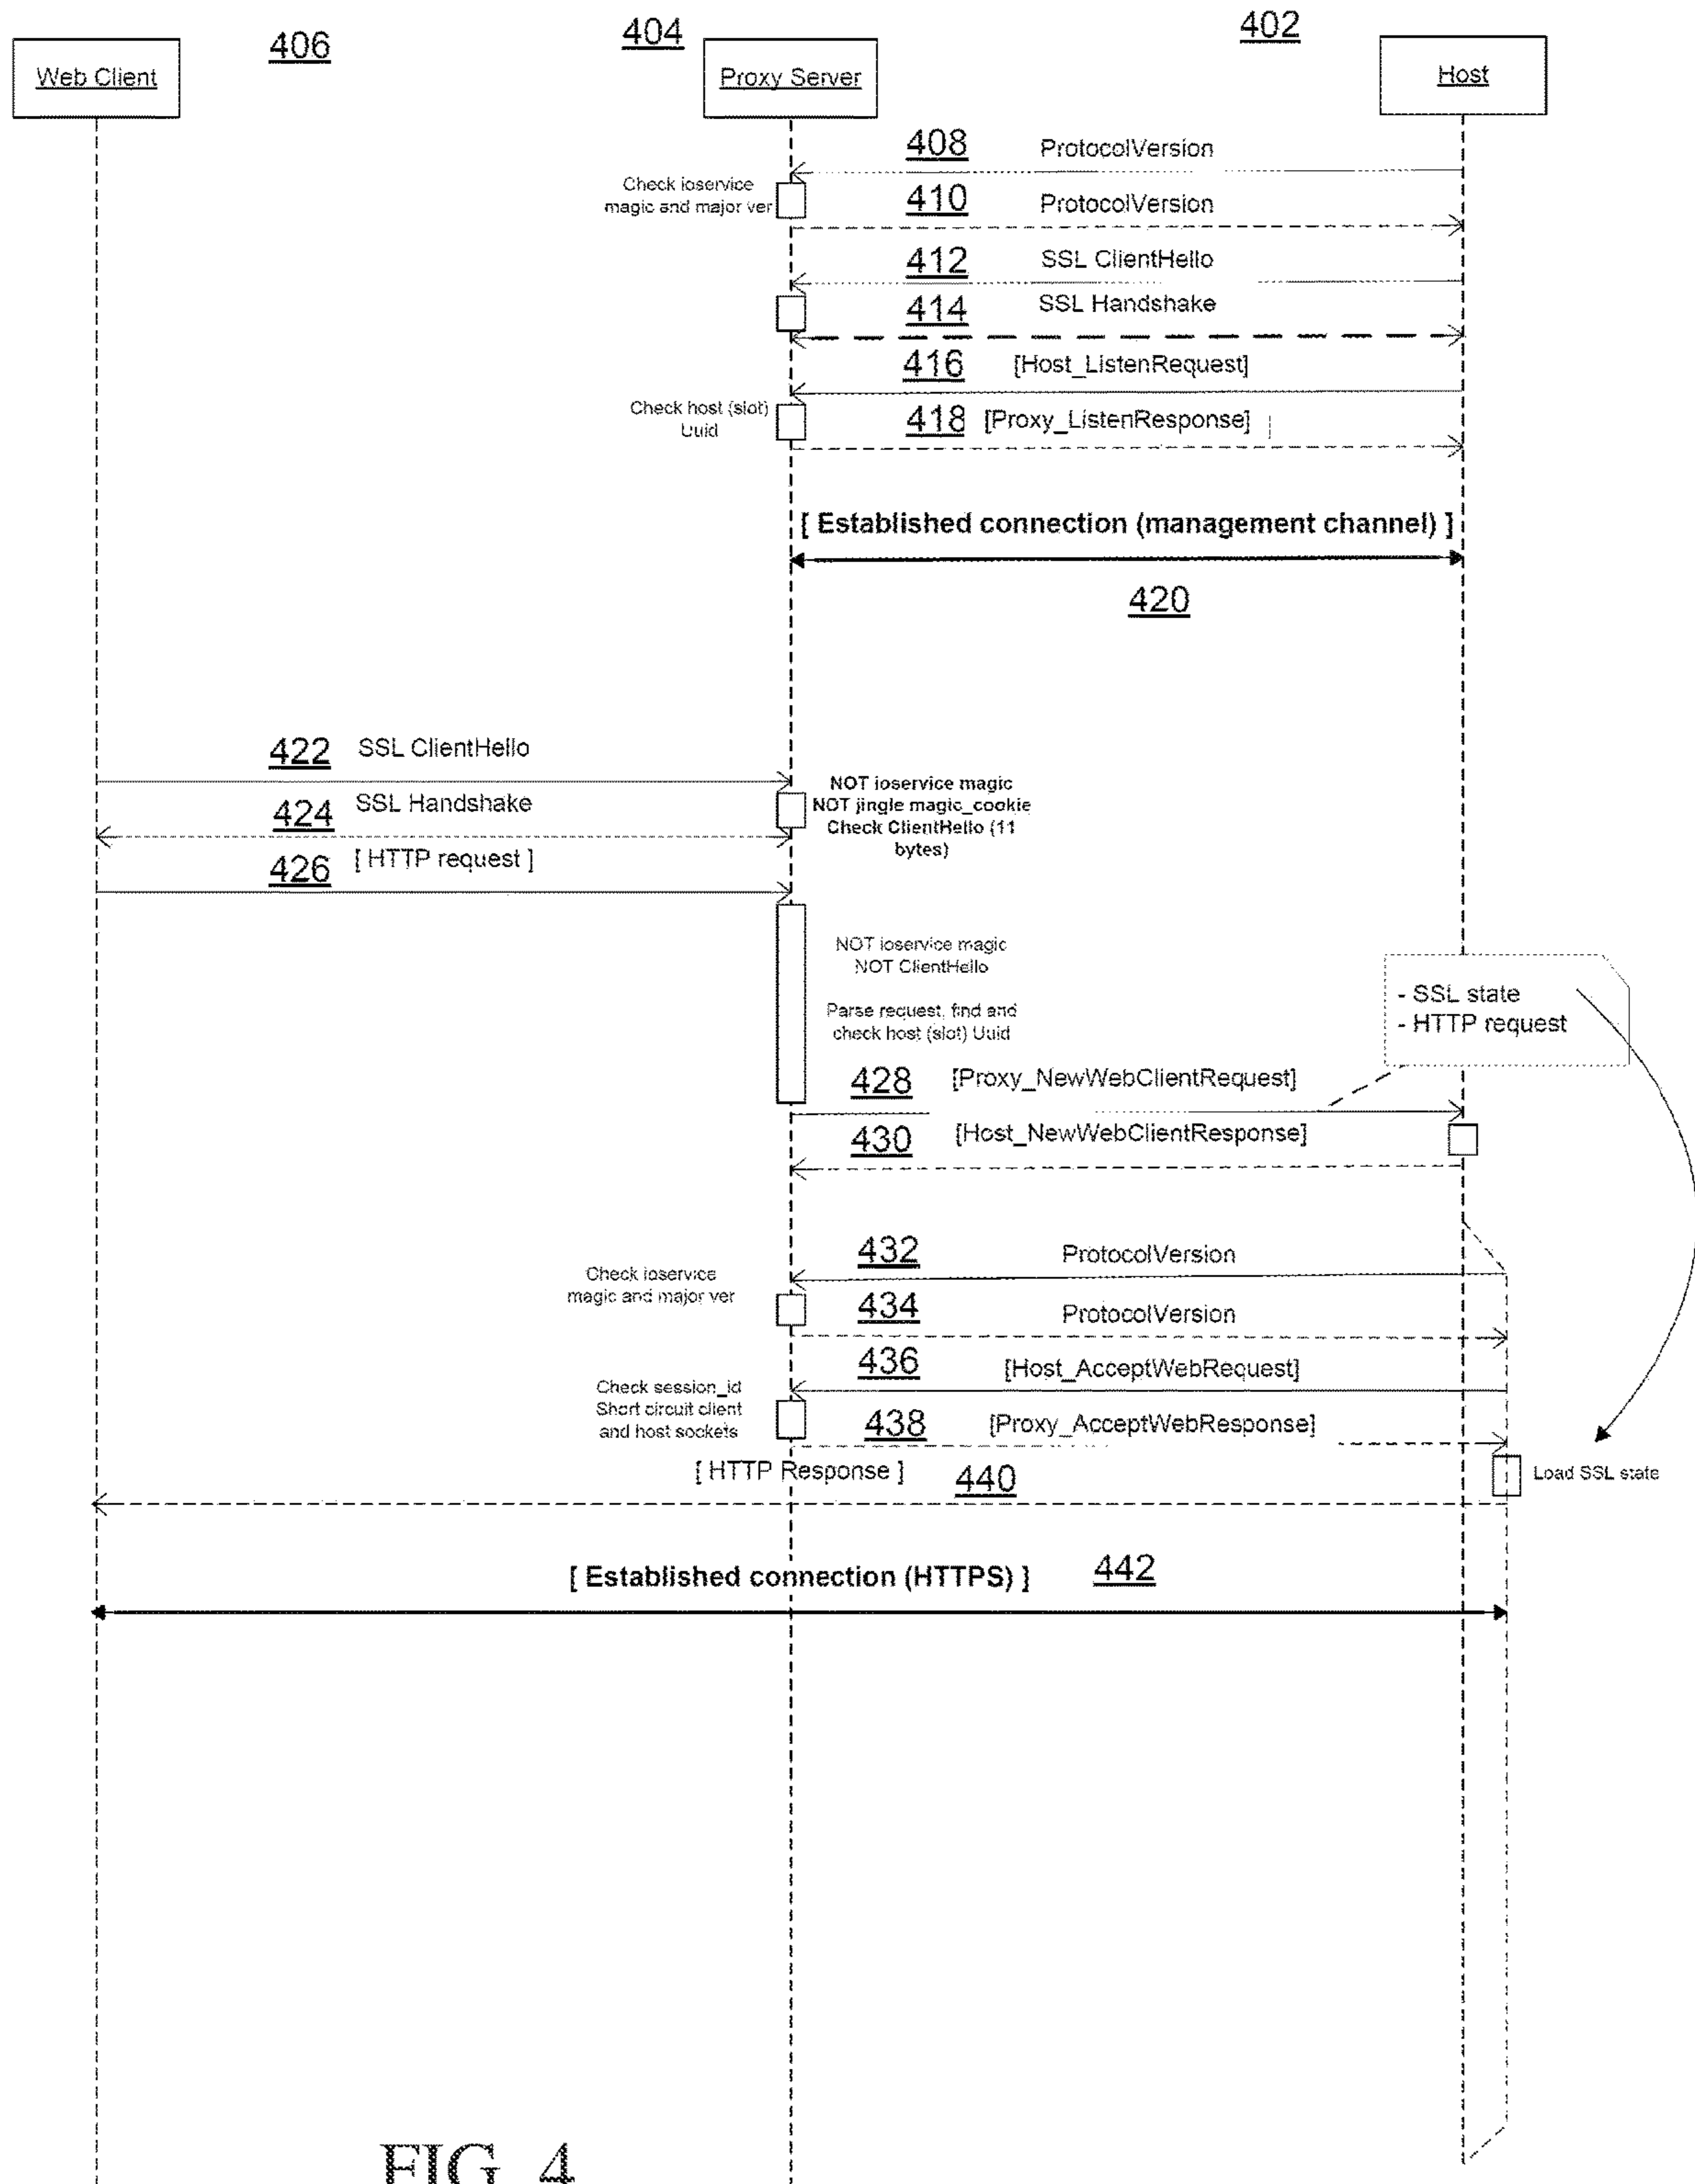 406
404
402
Web Client
Proxy Server
Host
408 ProtocolVersion
Check ioservice
magic and major ver
410 ProtocolVersion
412 SSL ClientHello
414 SSL Handshake
416 [Host_ListenRequest]
Check host (slot)
Uuid
418 [Proxy_ListenResponse]
[ Established connection (management channel) ]
420
422 SSL ClientHello
424 SSL Handshake
NOT ioservice magic
NOT jingle magic_cookie
Check ClientHello (11
bytes)
426 [ HTTP request ]
NOT ioservice magic
NOT ClientHello
Parse request, find and
check host (slot) Uuid
- SSL state
- HTTP request
428 [Proxy_NewWebClientRequest]
430 [Host_NewWebClientResponse]
432 ProtocolVersion
Check ioservice
magic and major ver
434 ProtocolVersion
436 [Host_AcceptWebRequest]
Check session_id
Short circuit client
and host sockets
438 [Proxy_AcceptWebResponse]
[ HTTP Response ] 440
Load SSL state
[ Established connection (HTTPS) ] 442
FIG. 4